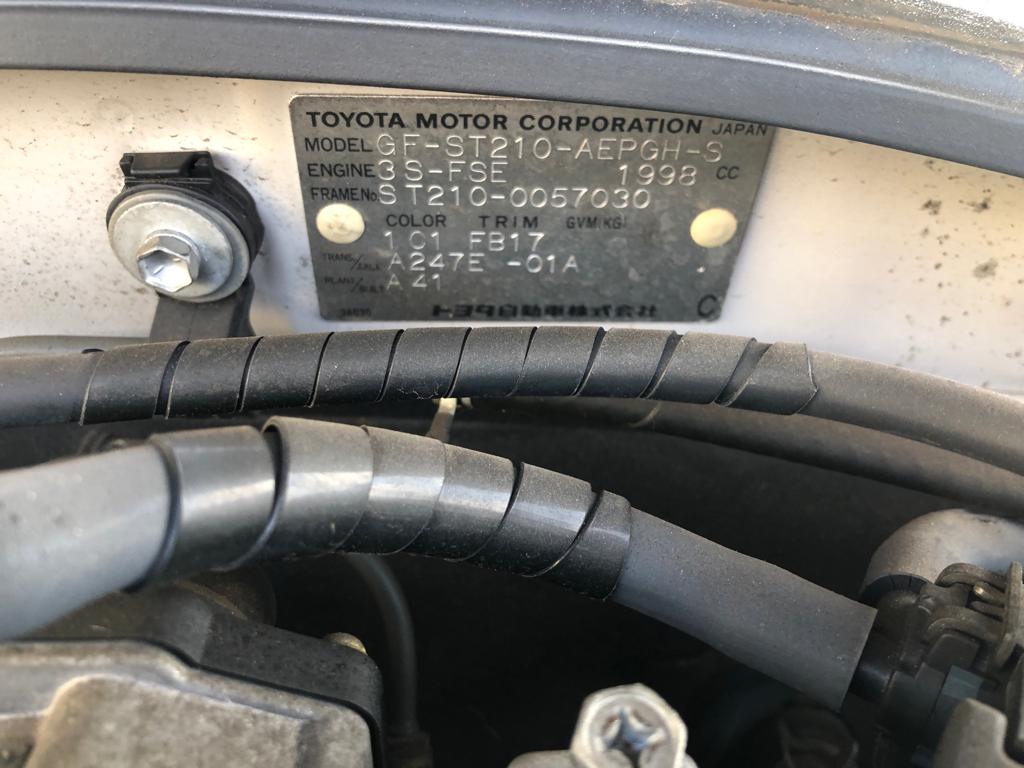 TOYOTA MOTOR CORPORATION JAPAN
MODEL GF-ST210-AEPGH-S
ENGINE 3S-FSE 1998 CC
FRAME No. ST210-0057030
COLOR TRIM GVM(KG)
101 FB17
TRANS/AXLE A247E -01A
PLANT/BUILT A41
トヨタ自動車株式会社 C